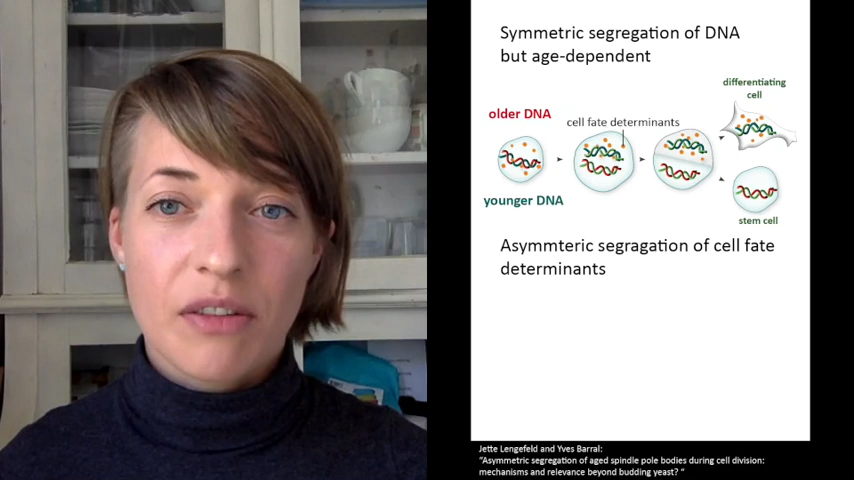 Symmetric segregation of DNA
but age-dependent
differentiating
cell
older DNA
cell fate determinants
younger DNA
stem cell
Asymmteric segragation of cell fate
determinants
Jette Lengefeld and Yves Barral:
“Asymmetric segregation of aged spindle pole bodies during cell division:
mechanisms and relevance beyond budding yeast? “